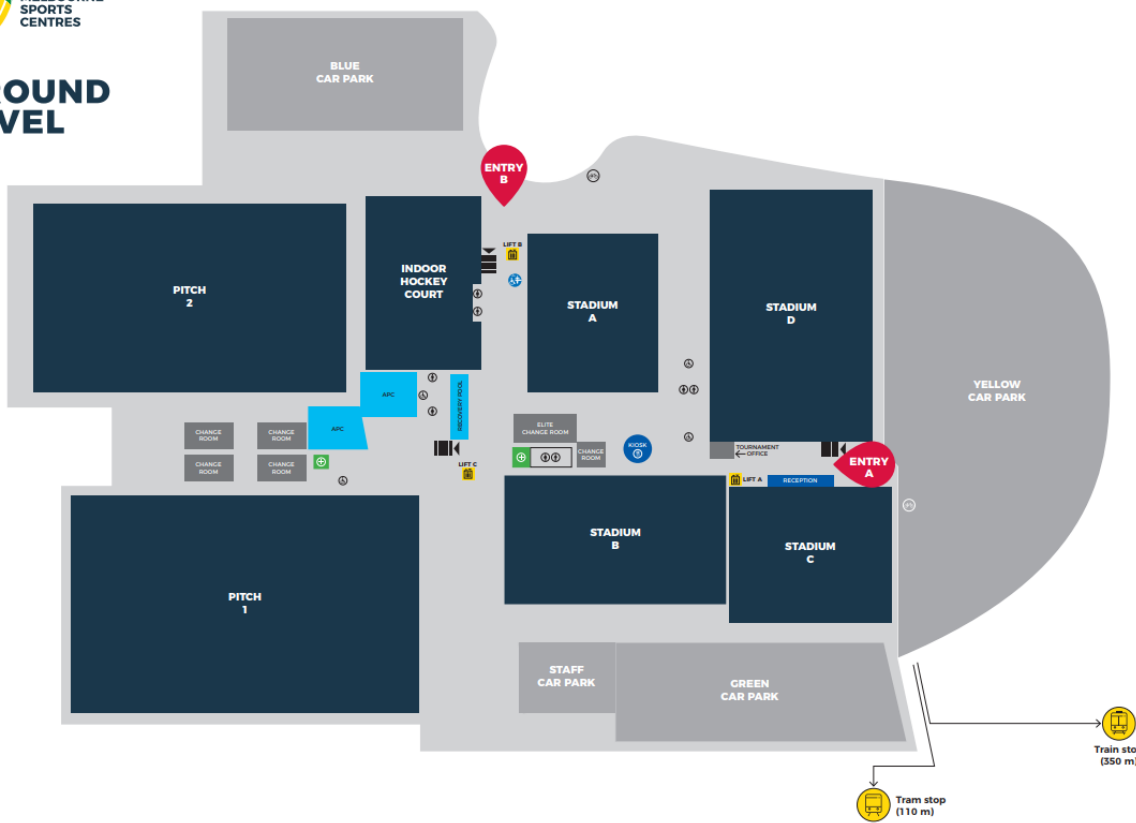 SPORTS
CENTRES
BLUE
CAR PARK
ENTRY
B
LIFT B
PITCH
2
INDOOR
HOCKEY
COURT
STADIUM
A
STADIUM
D
YELLOW
CAR PARK
APC
APC
RECOVERY POOL
CHANGE
ROOM
CHANGE
ROOM
CHANGE
ROOM
CHANGE
ROOM
LIFT C
ELITE
CHANGE ROOM
CHANGE
ROOM
KIOSK
TOURNAMENT
OFFICE
ENTRY
A
LIFT A
RECEPTION
STADIUM
B
STADIUM
C
PITCH
1
STAFF
CAR PARK
GREEN
CAR PARK
Train sto
(350 m)
Tram stop
(110 m)